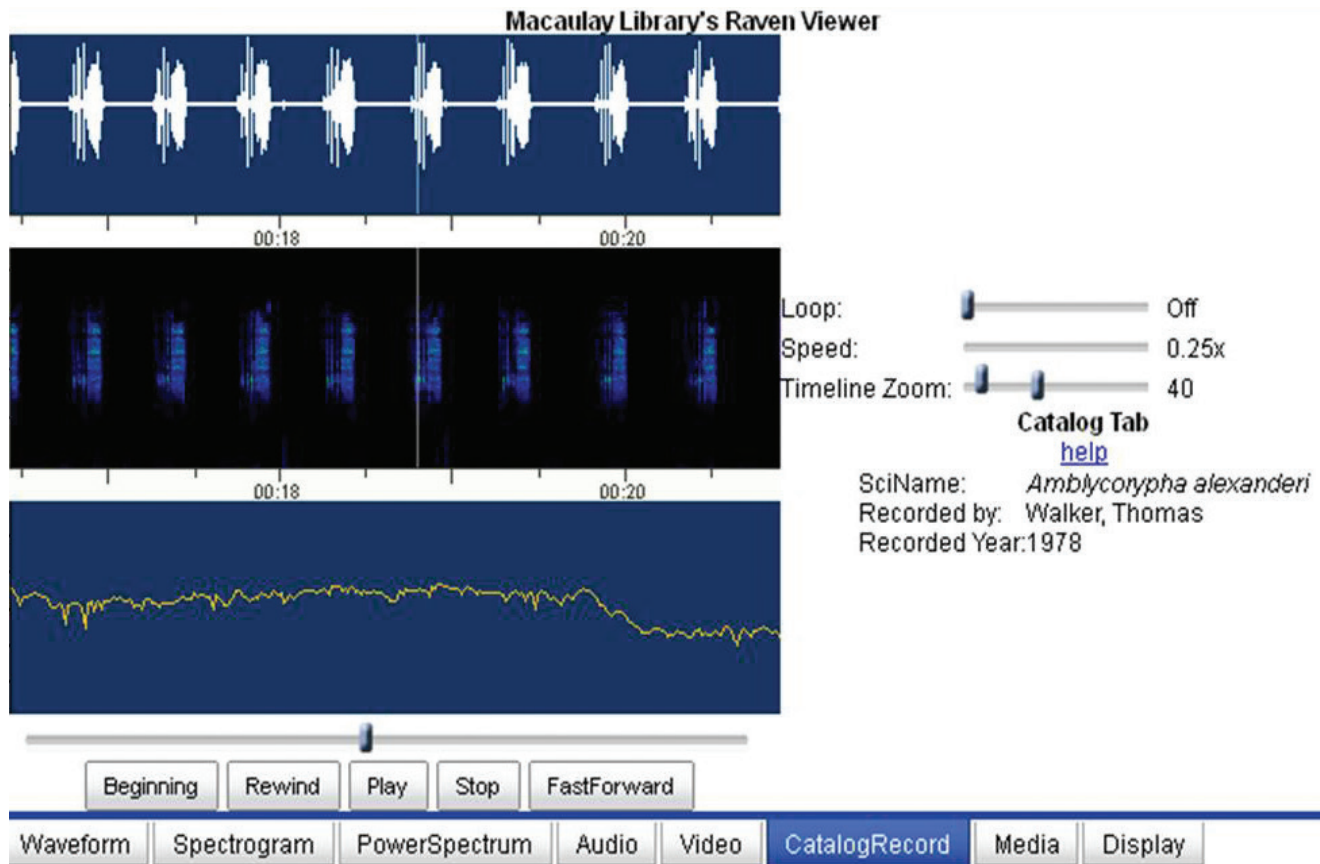 Macaulay Library's Raven Viewer
00:18 00:20
00:18 00:20
Loop: Off
Speed: 0.25x
Timeline Zoom: 40
Catalog Tab
help
SciName: Amblycorypha alexanderi
Recorded by: Walker, Thomas
Recorded Year:1978
Beginning Rewind Play Stop FastForward
Waveform Spectrogram PowerSpectrum Audio Video CatalogRecord Media Display